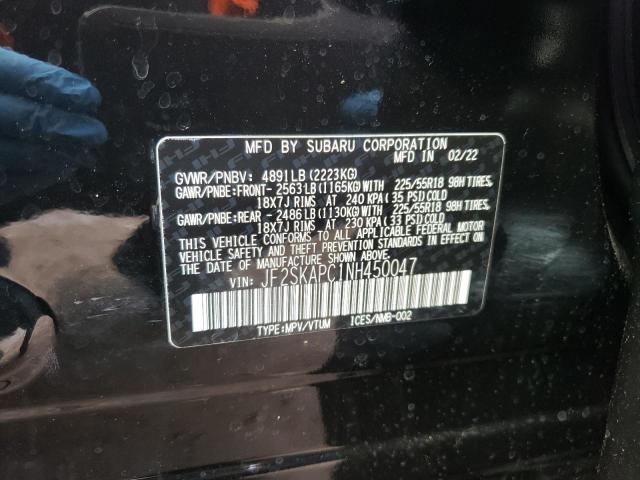 MFD BY SUBARU CORPORATION
MFD IN 02/22
GVWR/PNBV: 4891LB (2223KG)
GAWR/PNBE:FRONT- 2563LB(1165KG)WITH 225/55R18 98H TIRES,
18X7J RIMS AT 240 KPA(35 PSI)COLD
GAWR/PNBE:REAR - 2486LB(1130KG)WITH 225/55R18 98H TIRES,
18X7J RIMS AT 230 KPA(33 PSI)COLD
THIS VEHICLE CONFORMS TO ALL APPLICABLE FEDERAL MOTOR
VEHICLE SAFETY AND THEFT PREVENTION STANDARDS IN EFFECT ON
THE DATE OF MANUFACTURE SHOWN ABOVE.
VIN: JF2SKAPC1NH450047
TYPE:MPV/VTUM ICES/NMB-002